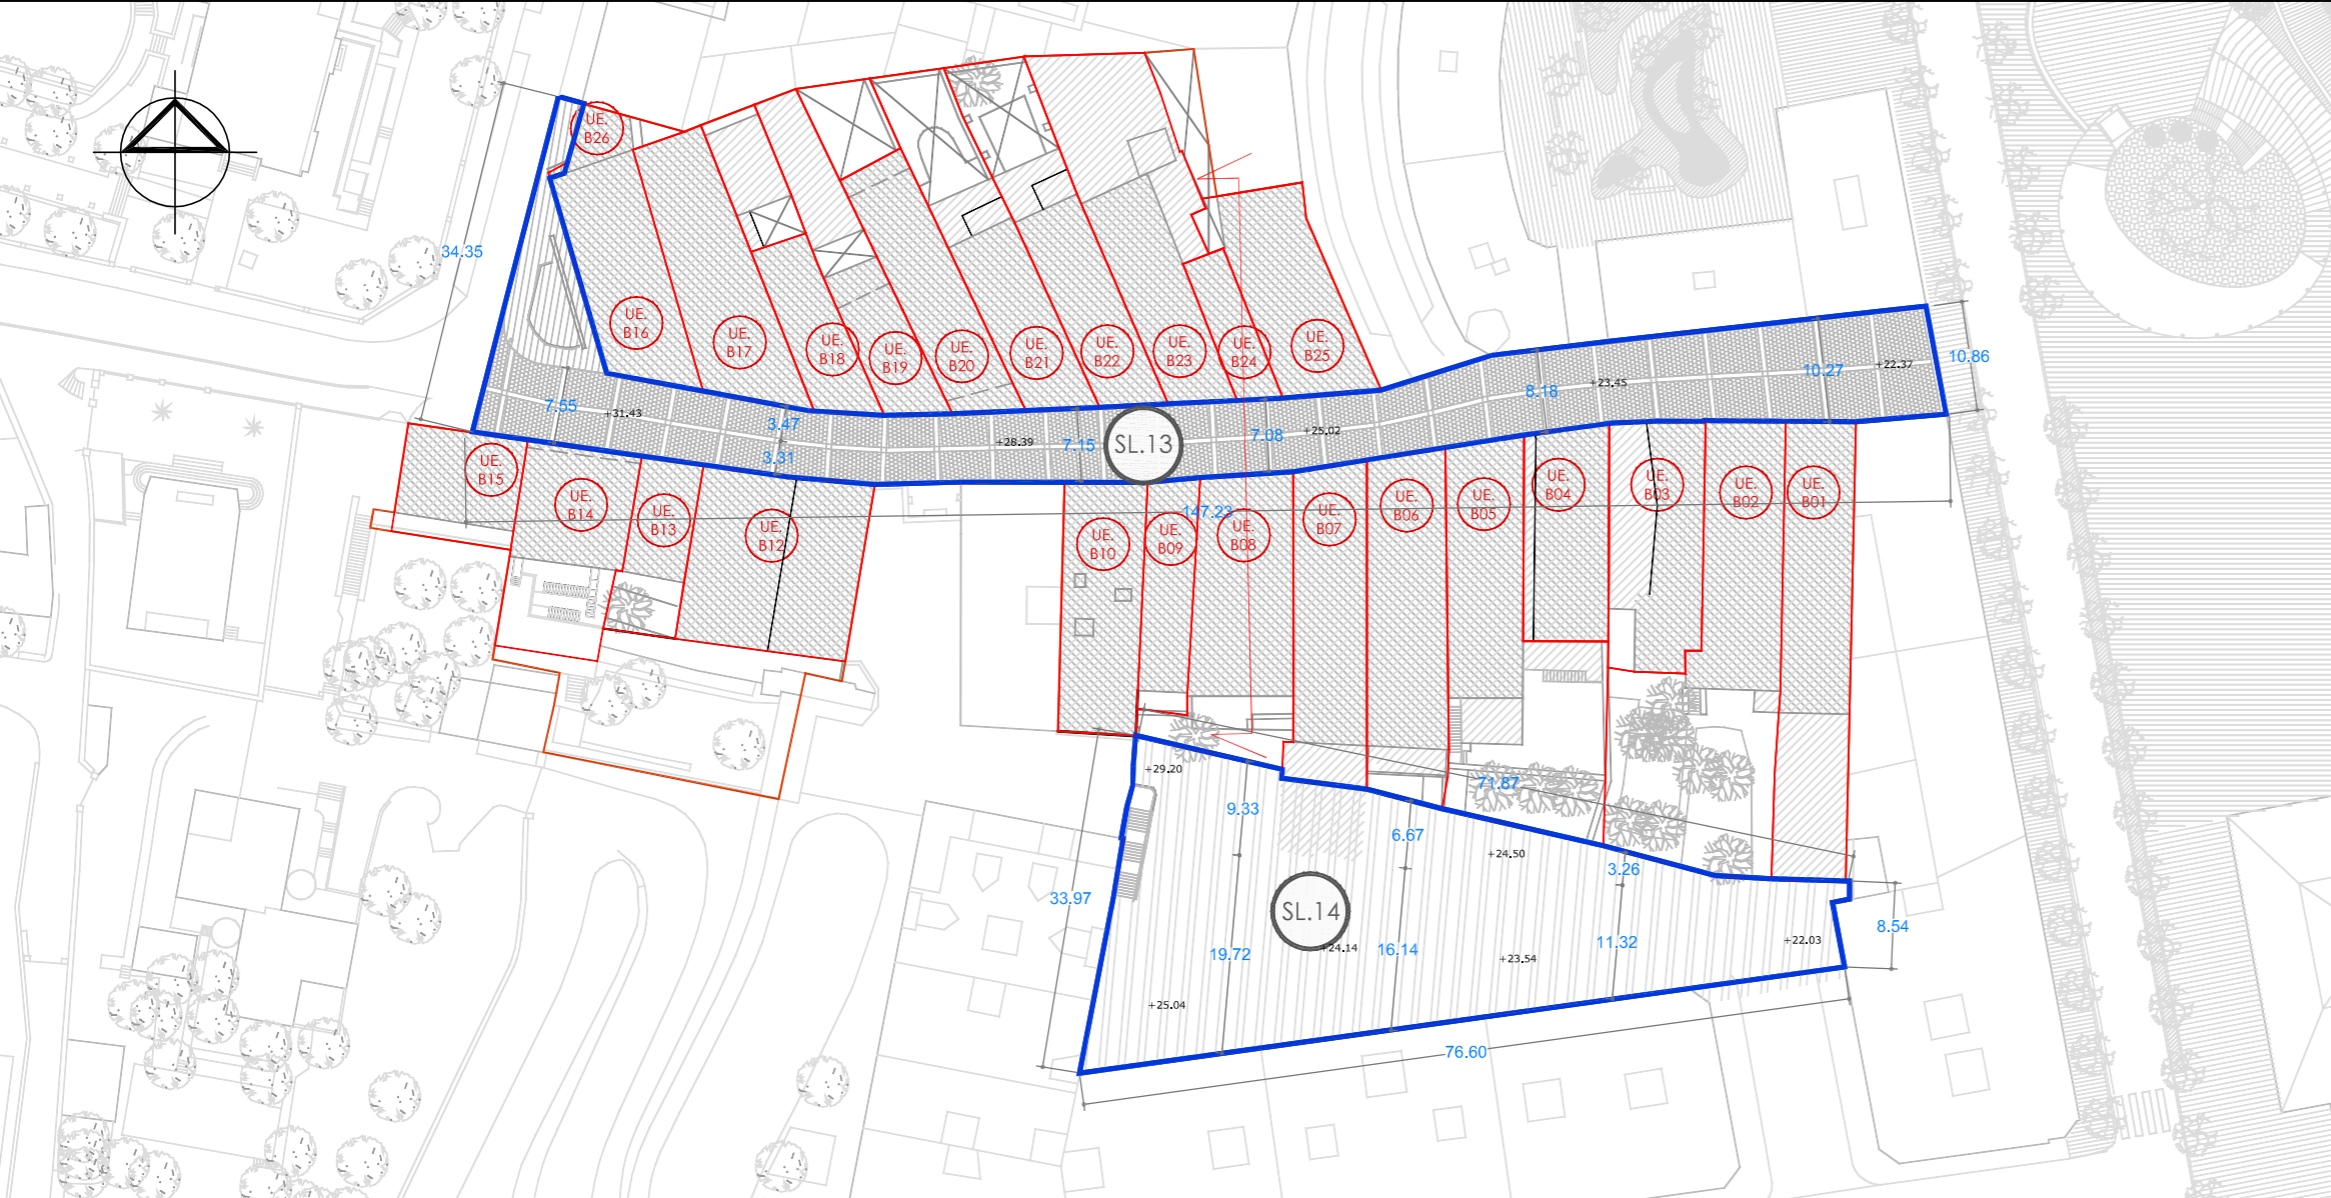 UE.
B26
34.35
UE.
B16
UE.
B17
UE.
B18
UE.
B19
UE.
B20
UE.
B21
UE.
B22
UE.
B23
UE.
B24
UE.
B25
10.86
10.27
+22.37
8.18
+23.45
7.55
+31.43
3.47
3.31
+28.39
7.15
SL.13
7.08
+25.02
UE.
B15
UE.
B14
UE.
B13
UE.
B12
147.23
UE.
B10
UE.
B09
UE.
B08
UE.
B07
UE.
B06
UE.
B05
UE.
B04
UE.
B03
UE.
B02
UE.
B01
+29.20
71.87
9.33
6.67
+24.50
3.26
33.97
SL.14
+24.14
19.72
16.14
+23.54
11.32
+22.03
8.54
+25.04
76.60